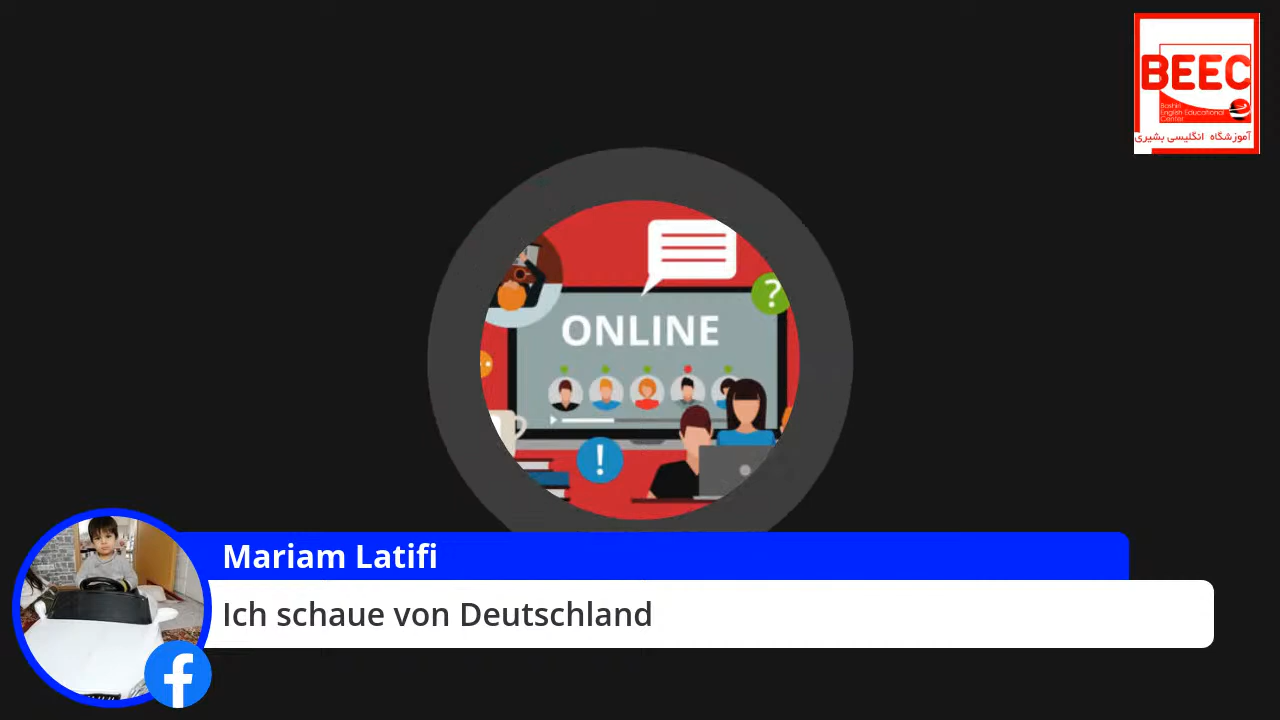 BEEC
Bashiri
English Educational
Center
آموزشگاه انگلیسی بشیری
ONLINE
?
!
Mariam Latifi
Ich schaue von Deutschland
f